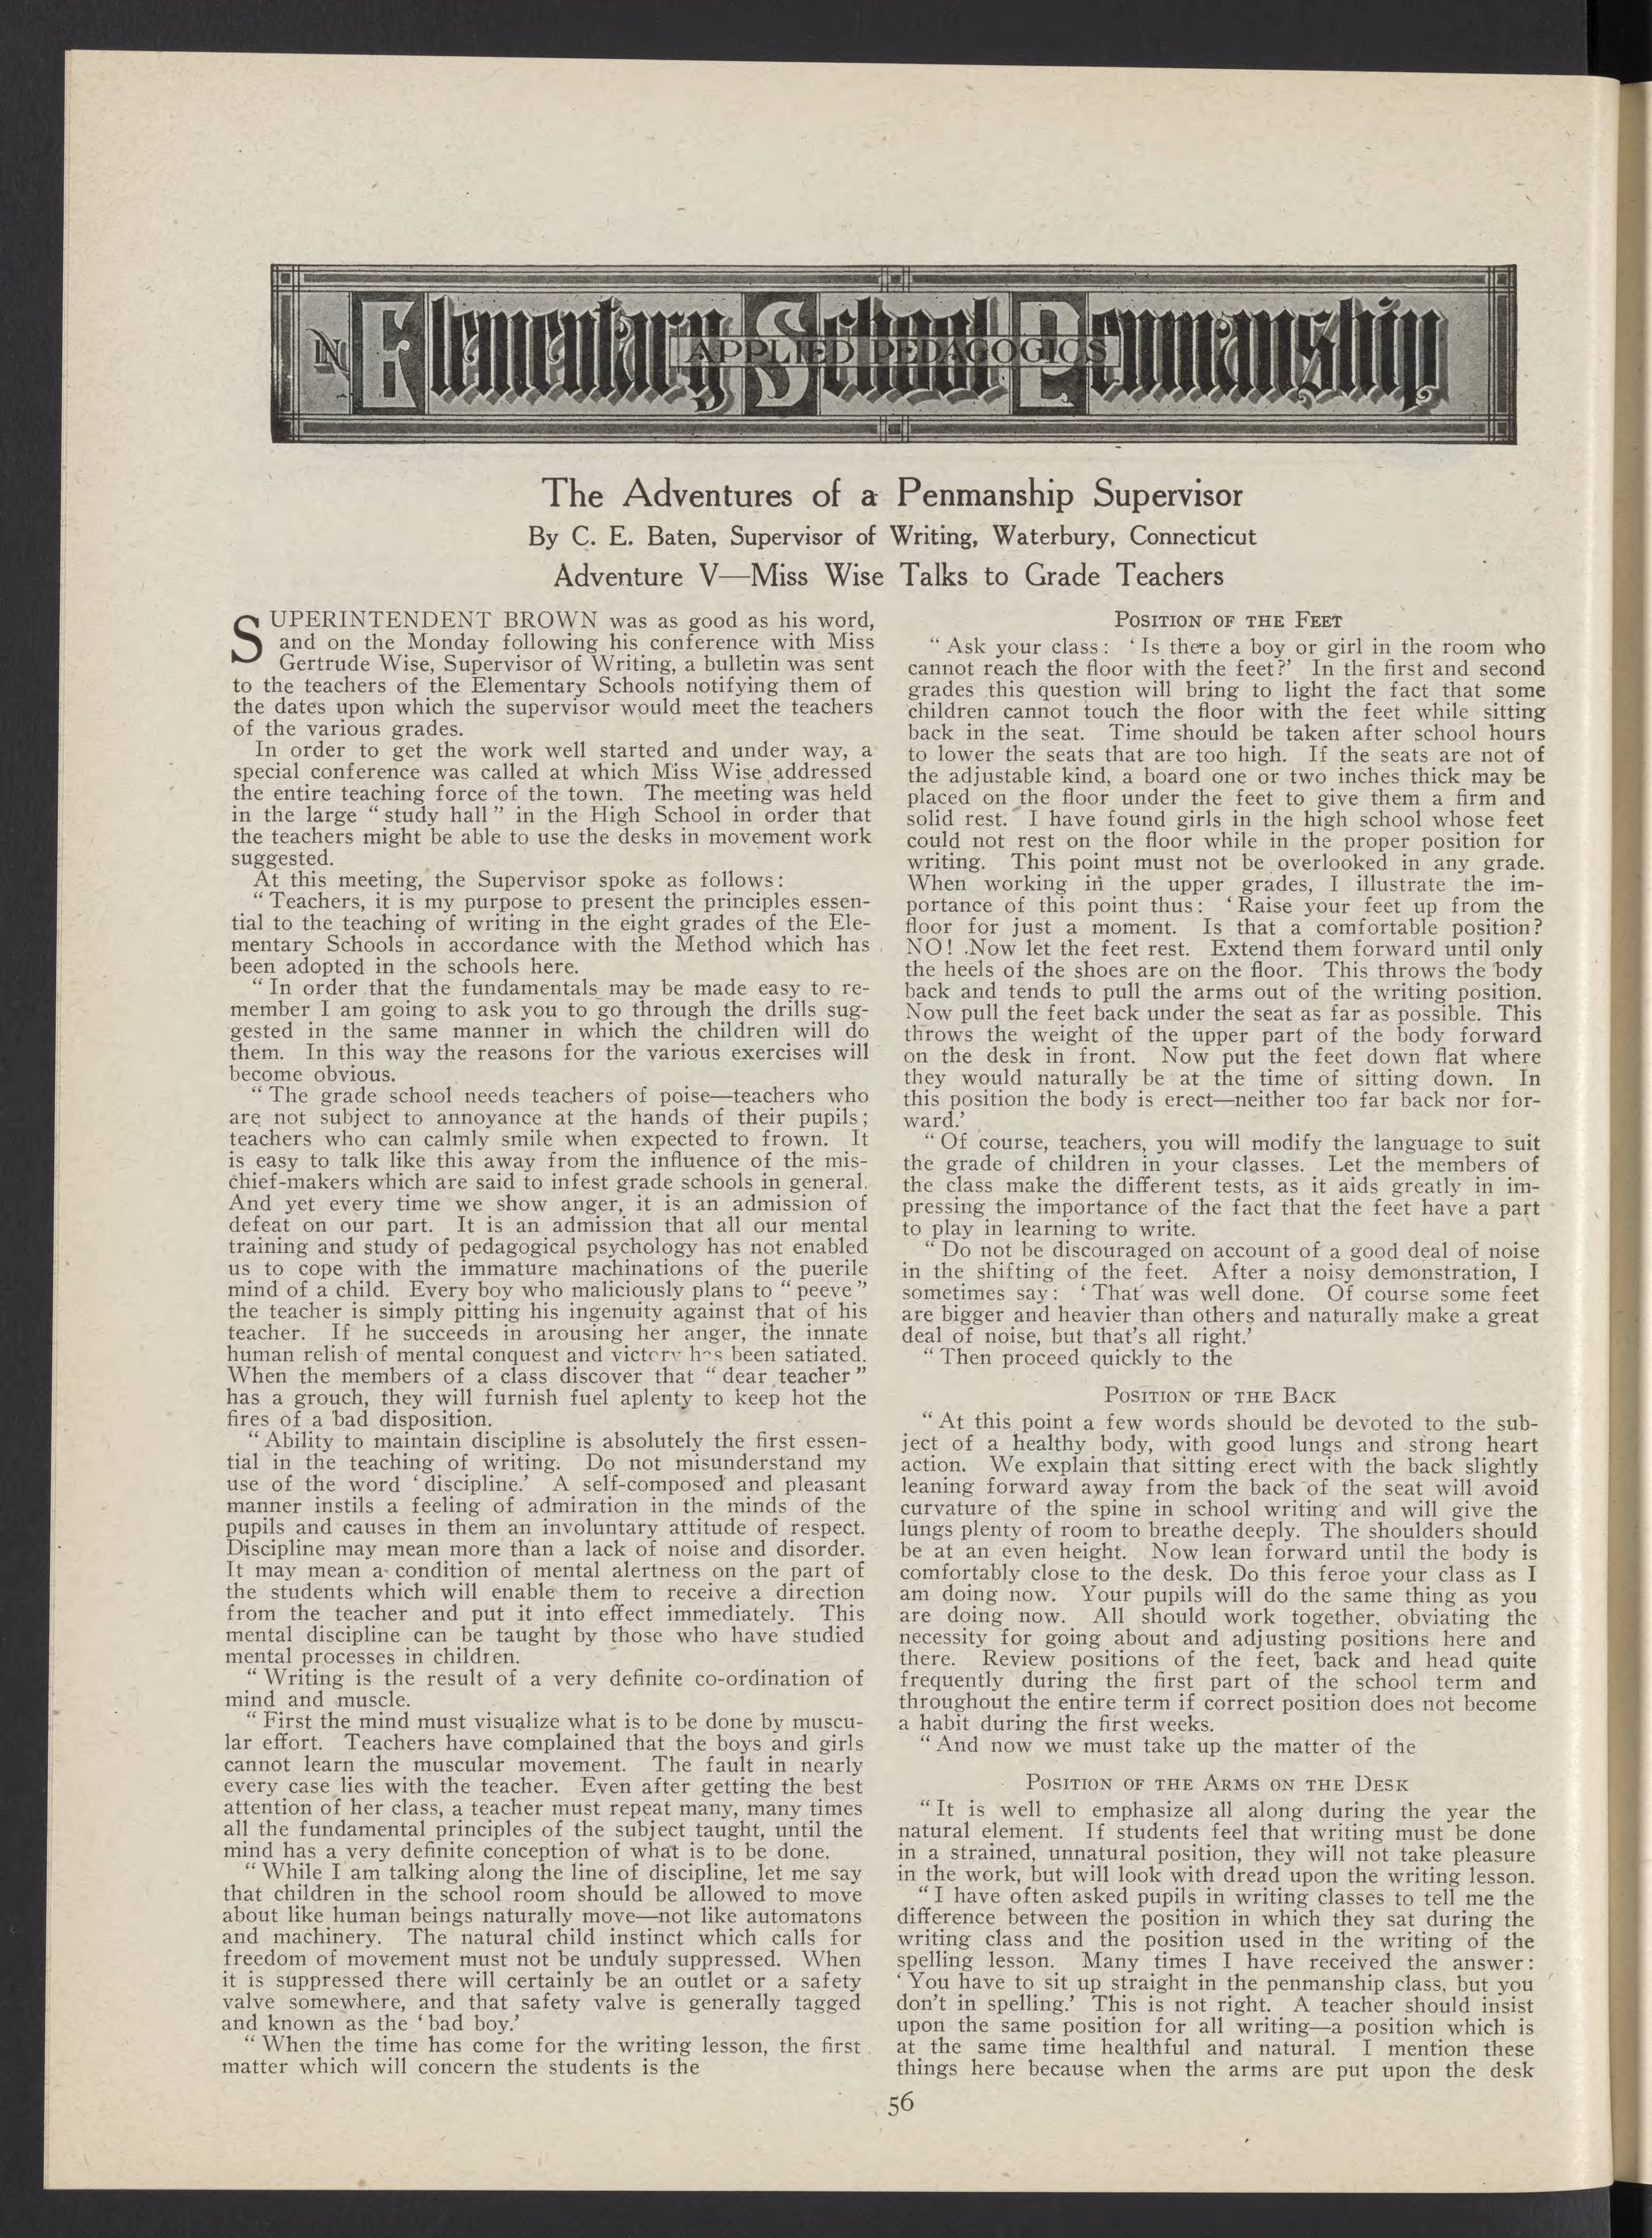 IN Elementary School Penmanship
APPLIED PEDAGOGICS
The Adventures of a Penmanship Supervisor
By C. E. Baten, Supervisor of Writing, Waterbury, Connecticut
Adventure V—Miss Wise Talks to Grade Teachers
SUPERINTENDENT BROWN was as good as his word,
and on the Monday following his conference with Miss
Gertrude Wise, Supervisor of Writing, a bulletin was sent
to the teachers of the Elementary Schools notifying them of
the dates upon which the supervisor would meet the teachers
of the various grades.
In order to get the work well started and under way, a
special conference was called at which Miss Wise addressed
the entire teaching force of the town. The meeting was held
in the large "study hall" in the High School in order that
the teachers might be able to use the desks in movement work
suggested.
At this meeting, the Supervisor spoke as follows:
"Teachers, it is my purpose to present the principles essen-
tial to the teaching of writing in the eight grades of the Ele-
mentary Schools in accordance with the Method which has
been adopted in the schools here.
"In order that the fundamentals may be made easy to re-
member I am going to ask you to go through the drills sug-
gested in the same manner in which the children will do
them. In this way the reasons for the various exercises will
become obvious.
"The grade school needs teachers of poise—teachers who
are not subject to annoyance at the hands of their pupils;
teachers who can calmly smile when expected to frown. It
is easy to talk like this away from the influence of the mis-
chief-makers which are said to infest grade schools in general.
And yet every time we show anger, it is an admission of
defeat on our part. It is an admission that all our mental
training and study of pedagogical psychology has not enabled
us to cope with the immature machinations of the puerile
mind of a child. Every boy who maliciously plans to "peeve"
the teacher is simply pitting his ingenuity against that of his
teacher. If he succeeds in arousing her anger, the innate
human relish of mental conquest and victory has been satiated.
When the members of a class discover that "dear teacher"
has a grouch, they will furnish fuel aplenty to keep hot the
fires of a bad disposition.
"Ability to maintain discipline is absolutely the first essen-
tial in the teaching of writing. Do not misunderstand my
use of the word 'discipline.' A self-composed and pleasant
manner instils a feeling of admiration in the minds of the
pupils and causes in them an involuntary attitude of respect.
Discipline may mean more than a lack of noise and disorder.
It may mean a condition of mental alertness on the part of
the students which will enable them to receive a direction
from the teacher and put it into effect immediately. This
mental discipline can be taught by those who have studied
mental processes in children.
"Writing is the result of a very definite co-ordination of
mind and muscle.
"First the mind must visualize what is to be done by muscu-
lar effort. Teachers have complained that the boys and girls
cannot learn the muscular movement. The fault in nearly
every case lies with the teacher. Even after getting the best
attention of her class, a teacher must repeat many, many times
all the fundamental principles of the subject taught, until the
mind has a very definite conception of what is to be done.
"While I am talking along the line of discipline, let me say
that children in the school room should be allowed to move
about like human beings naturally move—not like automatons
and machinery. The natural child instinct which calls for
freedom of movement must not be unduly suppressed. When
it is suppressed there will certainly be an outlet or a safety
valve somewhere, and that safety valve is generally tagged
and known as the 'bad boy.'
"When the time has come for the writing lesson, the first
matter which will concern the students is the
POSITION OF THE FEET
"Ask your class: 'Is there a boy or girl in the room who
cannot reach the floor with the feet?' In the first and second
grades this question will bring to light the fact that some
children cannot touch the floor with the feet while sitting
back in the seat. Time should be taken after school hours
to lower the seats that are too high. If the seats are not of
the adjustable kind, a board one or two inches thick may be
placed on the floor under the feet to give them a firm and
solid rest. I have found girls in the high school whose feet
could not rest on the floor while in the proper position for
writing. This point must not be overlooked in any grade.
When working in the upper grades, I illustrate the im-
portance of this point thus: 'Raise your feet up from the
floor for just a moment. Is that a comfortable position?
NO! .Now let the feet rest. Extend them forward until only
the heels of the shoes are on the floor. This throws the body
back and tends to pull the arms out of the writing position.
Now pull the feet back under the seat as far as possible. This
throws the weight of the upper part of the body forward
on the desk in front. Now put the feet down flat where
they would naturally be at the time of sitting down. In
this position the body is erect—neither too far back nor for-
ward.'
"Of course, teachers, you will modify the language to suit
the grade of children in your classes. Let the members of
the class make the different tests, as it aids greatly in im-
pressing the importance of the fact that the feet have a part
to play in learning to write.
"Do not be discouraged on account of a good deal of noise
in the shifting of the feet. After a noisy demonstration, I
sometimes say: 'That was well done. Of course some feet
are bigger and heavier than others and naturally make a great
deal of noise, but that's all right.'
"Then proceed quickly to the
POSITION OF THE BACK
"At this point a few words should be devoted to the sub-
ject of a healthy body, with good lungs and strong heart
action. We explain that sitting erect with the back slightly
leaning forward away from the back of the seat will avoid
curvature of the spine in school writing and will give the
lungs plenty of room to breathe deeply. The shoulders should
be at an even height. Now lean forward until the body is
comfortably close to the desk. Do this feroe your class as I
am doing now. Your pupils will do the same thing as you
are doing now. All should work together, obviating the
necessity for going about and adjusting positions here and
there. Review positions of the feet, back and head quite
frequently during the first part of the school term and
throughout the entire term if correct position does not become
a habit during the first weeks.
"And now we must take up the matter of the
POSITION OF THE ARMS ON THE DESK
"It is well to emphasize all along during the year the
natural element. If students feel that writing must be done
in a strained, unnatural position, they will not take pleasure
in the work, but will look with dread upon the writing lesson.
"I have often asked pupils in writing classes to tell me the
difference between the position in which they sat during the
writing class and the position used in the writing of the
spelling lesson. Many times I have received the answer:
'You have to sit up straight in the penmanship class, but you
don't in spelling.' This is not right. A teacher should insist
upon the same position for all writing—a position which is
at the same time healthful and natural. I mention these
things here because when the arms are put upon the desk
56